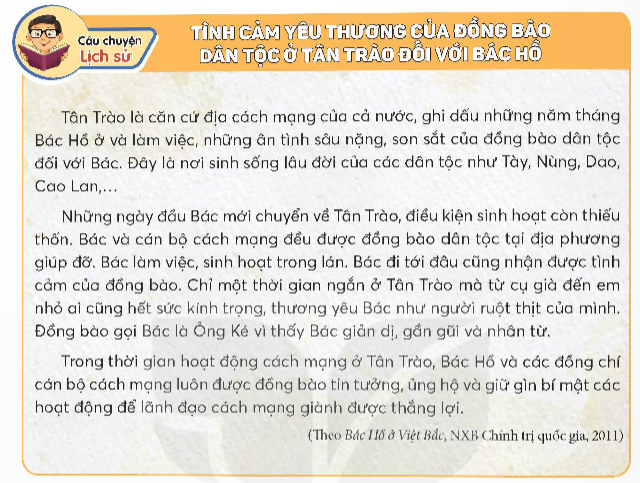 Câu chuyện
Lịch sử
TÌNH CẢM YÊU THƯƠNG CỦA ĐỒNG BÀO
DÂN TỘC Ở TÂN TRÀO ĐỐI VỚI BÁC HỒ
Tân Trào là căn cứ địa cách mạng của cả nước, ghi dấu những năm tháng
Bác Hồ ở và làm việc, những ân tình sâu nặng, son sắt của đồng bào dân tộc
đối với Bác. Đây là nơi sinh sống lâu đời của các dân tộc như Tày, Nùng, Dao,
Cao Lan,...
Những ngày đầu Bác mới chuyển về Tân Trào, điều kiện sinh hoạt còn thiếu
thốn. Bác và cán bộ cách mạng đều được đồng bào dân tộc tại địa phương
giúp đỡ. Bác làm việc, sinh hoạt trong lán. Bác đi tới đâu cũng nhận được tình
cảm của đồng bào. Chỉ một thời gian ngắn ở Tân Trào mà từ cụ già đến em
nhỏ ai cũng hết sức kính trọng, thương yêu Bác như người ruột thịt của mình.
Đồng bào gọi Bác là Ông Ké vì thấy Bác giản dị, gần gũi và nhân từ.
Trong thời gian hoạt động cách mạng ở Tân Trào, Bác Hồ và các đồng chí
cán bộ cách mạng luôn được đồng bào tin tưởng, ủng hộ và giữ gìn bí mật các
hoạt động để lãnh đạo cách mạng giành được thắng lợi.
(Theo Bác Hồ ở Việt Bắc, NXB Chính trị quốc gia, 2011)